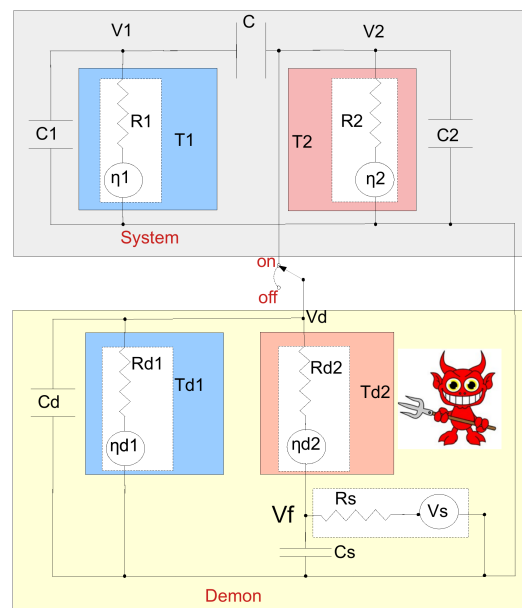 C
V1 V2
R1 R2
C1 T1 T2 C2
η1 η2
System
on
off
Vd
Rd1 Rd2
Td1 Td2
Cd
ηd1 ηd2
Rs
Vf Vs
Cs
Demon